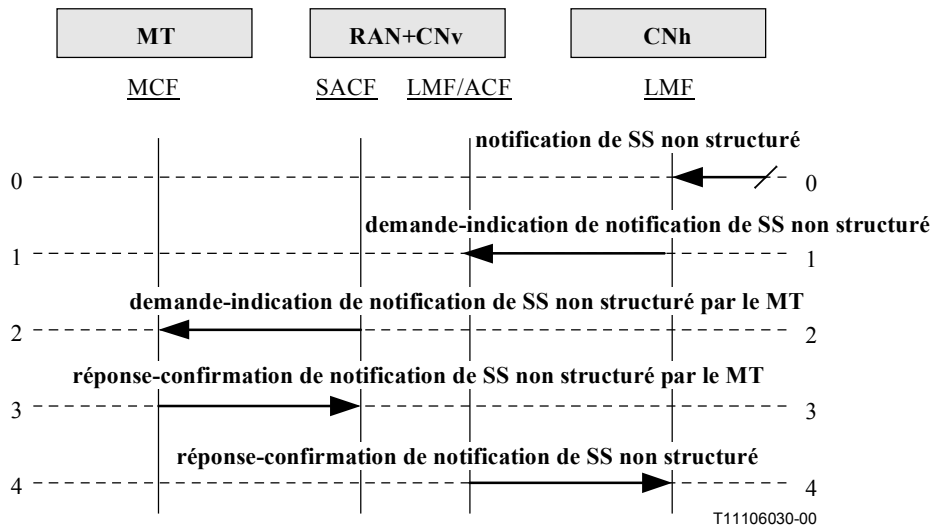 MT RAN+CNv CNh
MCF SACF LMF/ACF LMF
notification de SS non structuré
0 0
demande-indication de notification de SS non structuré
1 1
demande-indication de notification de SS non structuré par le MT
2 2
réponse-confirmation de notification de SS non structuré par le MT
3 3
réponse-confirmation de notification de SS non structuré
4 4
T11106030-00